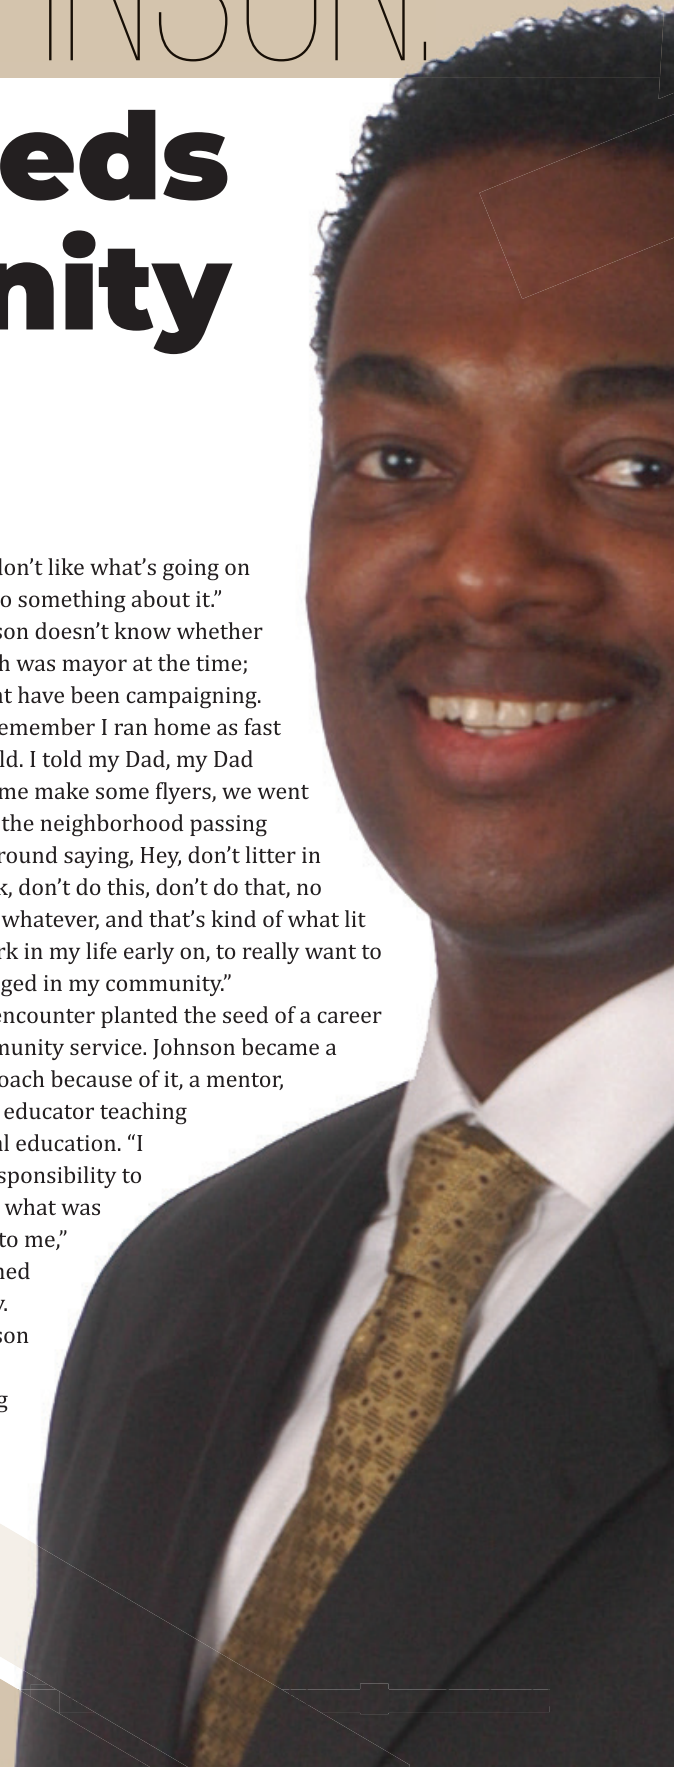 INSON.
eds
nity
don’t like what’s going on
o something about it.”
son doesn’t know whether
h was mayor at the time;
nt have been campaigning.
emember I ran home as fast
ld. I told my Dad, my Dad
me make some flyers, we went
the neighborhood passing
round saying, Hey, don’t litter in
k, don’t do this, don’t do that, no
whatever, and that’s kind of what lit
rk in my life early on, to really want to
ged in my community.”
encounter planted the seed of a career
munity service. Johnson became a
oach because of it, a mentor,
educator teaching
al education. “I
sponsibility to
what was
to me,”
ned
y.
son
g